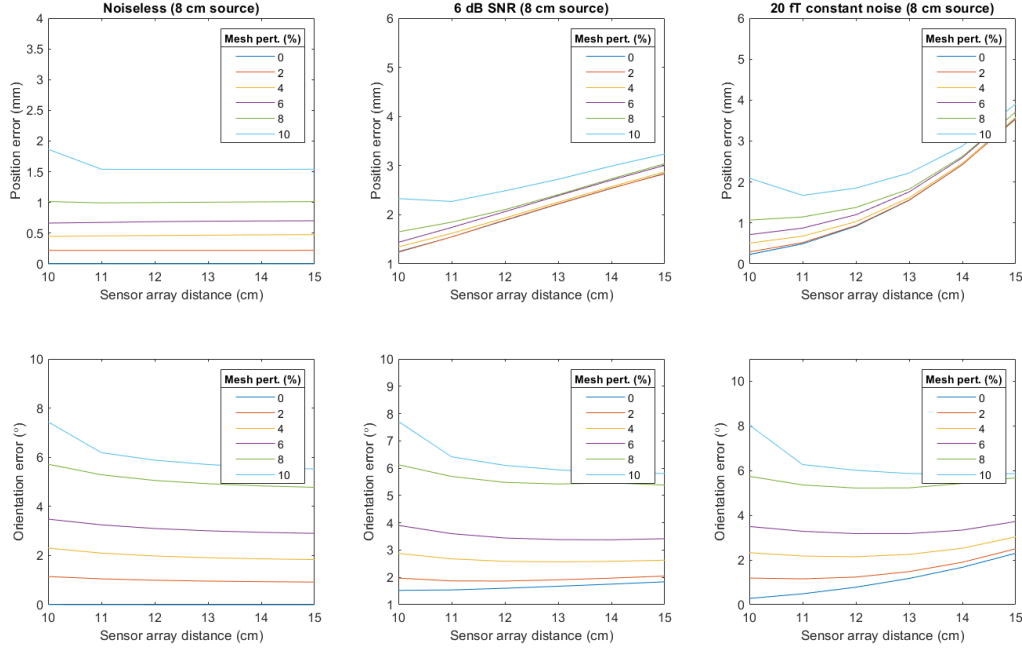 Noiseless (8 cm source)
4
3.5
3
2.5
2
1.5
1
0.5
0
Position error (mm)
Mesh pert. (%)
0
2
4
6
8
10
10 11 12 13 14 15
Sensor array distance (cm)
6 dB SNR (8 cm source)
6
5
4
3
2
1
Position error (mm)
Mesh pert. (%)
0
2
4
6
8
10
10 11 12 13 14 15
Sensor array distance (cm)
20 fT constant noise (8 cm source)
6
5
4
3
2
1
0
Position error (mm)
Mesh pert. (%)
0
2
4
6
8
10
10 11 12 13 14 15
Sensor array distance (cm)
10
8
6
4
2
0
Orientation error (°)
Mesh pert. (%)
0
2
4
6
8
10
10 11 12 13 14 15
Sensor array distance (cm)
10
9
8
7
6
5
4
3
2
1
Orientation error (°)
Mesh pert. (%)
0
2
4
6
8
10
10 11 12 13 14 15
Sensor array distance (cm)
10
8
6
4
2
0
Orientation error (°)
Mesh pert. (%)
0
2
4
6
8
10
10 11 12 13 14 15
Sensor array distance (cm)